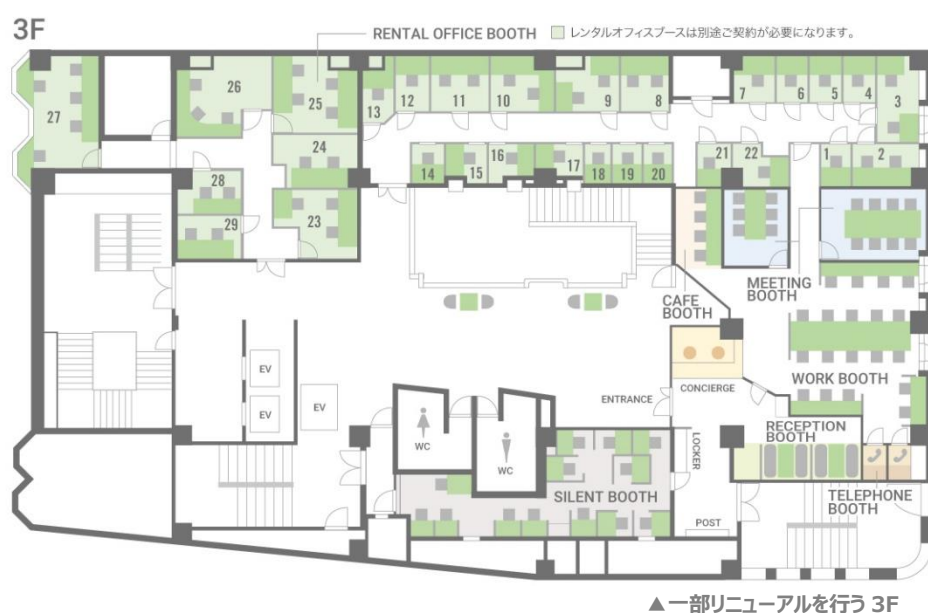 3F
RENTAL OFFICE BOOTH
レンタルオフィスブースは別途ご契約が必要になります。
27
26
25
13
12
11
10
9
8
7
6
5
4
3
24
14
15
16
17
18
19
20
21
22
1
2
28
29
23
MEETING
BOOTH
CAFE
BOOTH
EV
EV
EV
WORK BOOTH
ENTRANCE
CONCIERGE
WC
WC
RECEPTION
BOOTH
LOCKER
SILENT BOOTH
TELEPHONE
BOOTH
POST
▲一部リニューアルを行う 3F